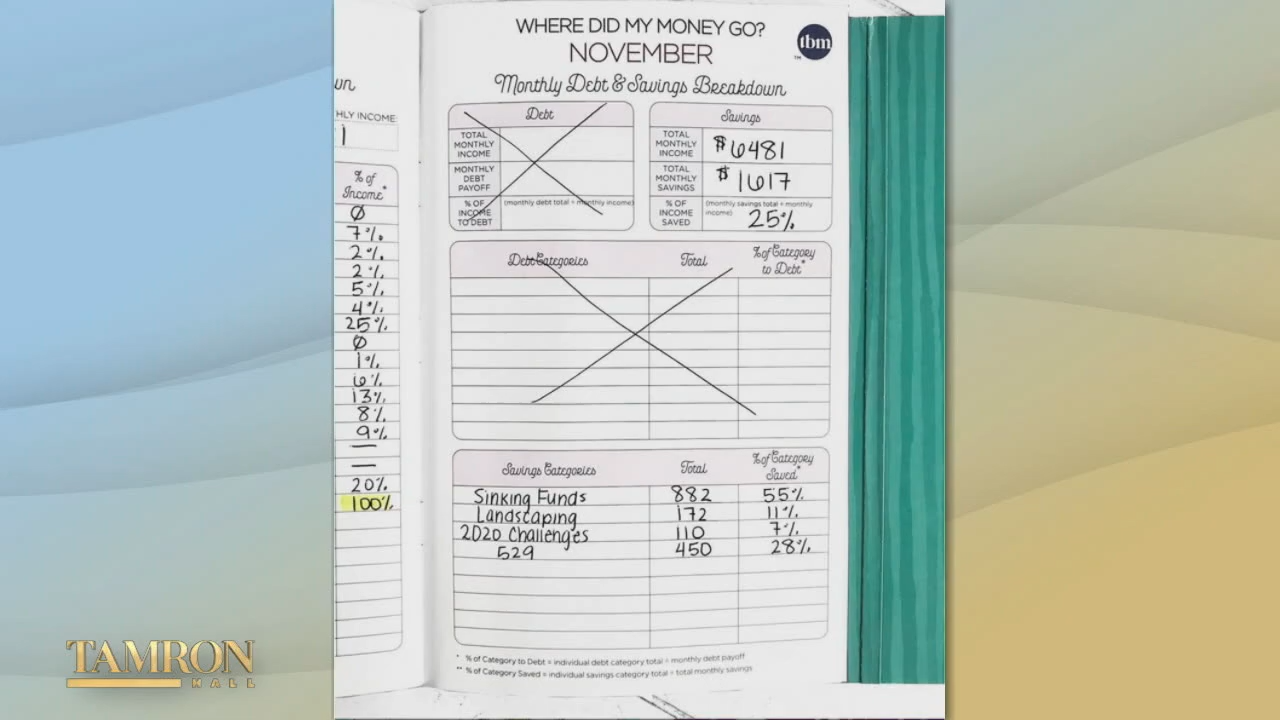 WHERE DID MY MONEY GO?
NOVEMBER
tbm
TM
Monthly Debt & Savings Breakdown
Debt
TOTAL MONTHLY INCOME
MONTHLY DEBT PAYOFF
% OF INCOME TO DEBT
(monthly debt total ÷ monthly income)
Savings
TOTAL MONTHLY INCOME $6481
TOTAL MONTHLY SAVINGS $1617
% OF INCOME SAVED
(monthly savings total ÷ monthly income)
25%
Debt Categories Total % of Category to Debt*
Savings Categories Total % of Category Saved*
Sinking Funds 882 55%
Landscaping 172 11%
2020 Challenges 110 7%
529 450 28%
* % of Category to Debt = individual debt category total ÷ monthly debt payoff
** % of Category Saved = individual savings category total ÷ total monthly savings
HLY INCOME
1
% of Income*
0
7%
2%
2%
5%
4%
25%
0
1%
6%
13%
8%
9%
—
—
20%
100%
TAMRON
HALL